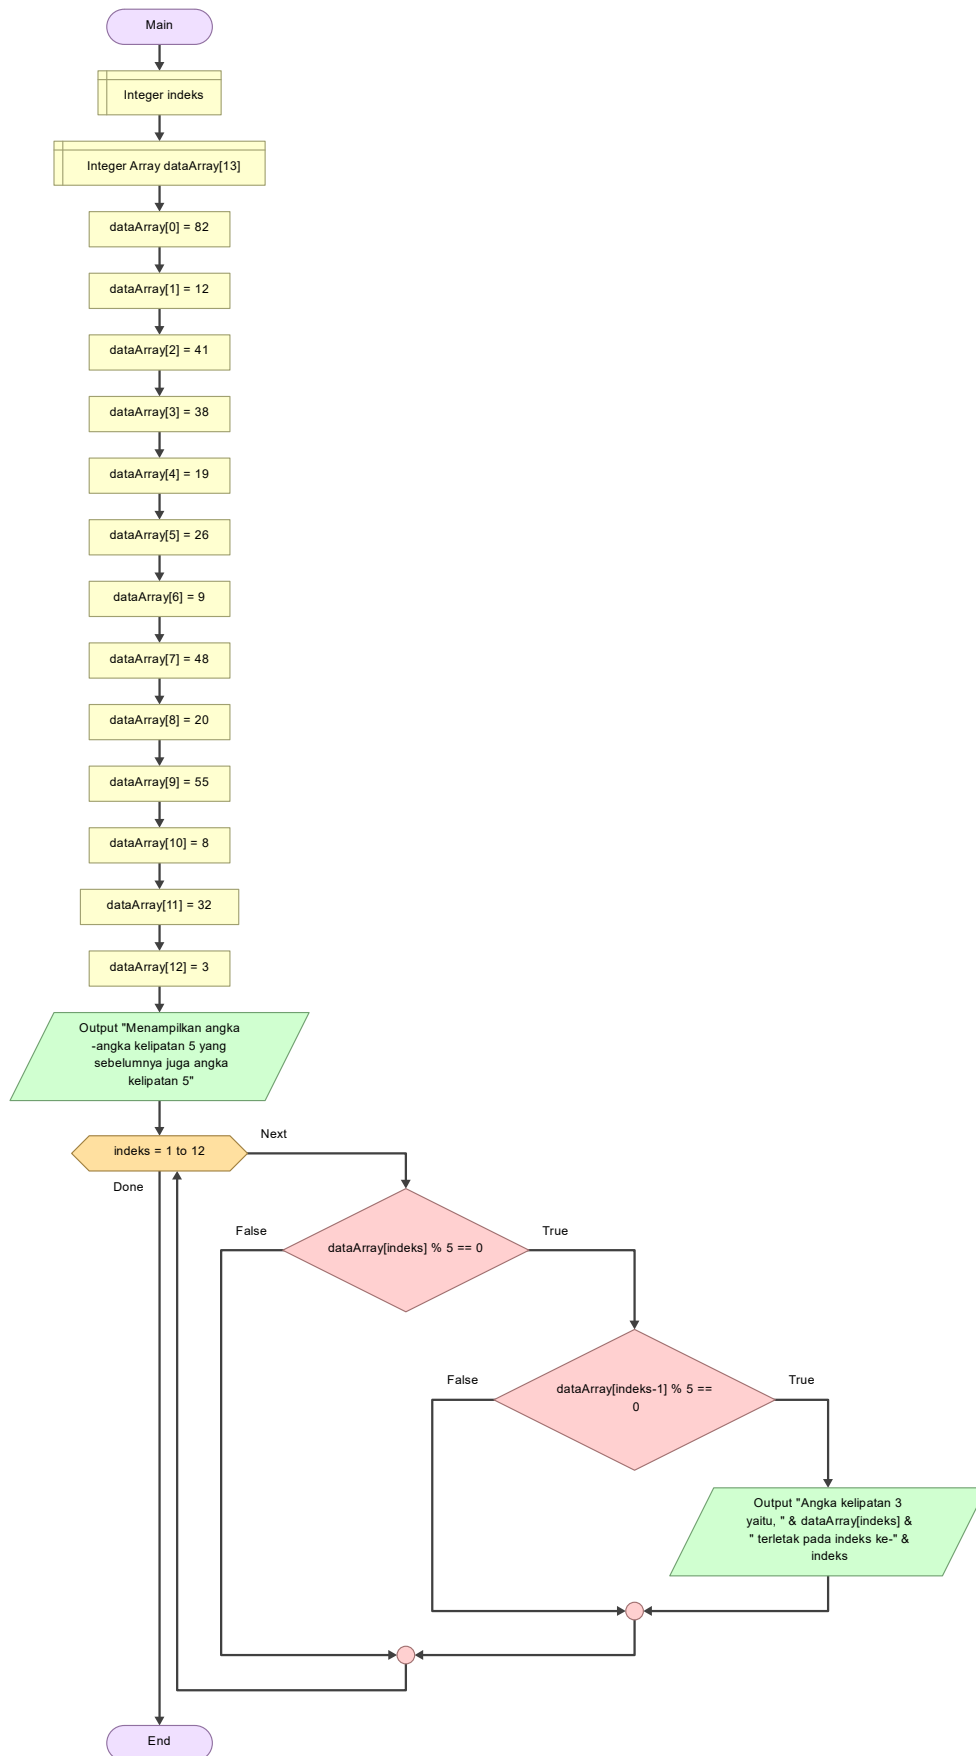 Main
Integer indeks
Integer Array dataArray[13]
dataArray[0] = 82
dataArray[1] = 12
dataArray[2] = 41
dataArray[3] = 38
dataArray[4] = 19
dataArray[5] = 26
dataArray[6] = 9
dataArray[7] = 48
dataArray[8] = 20
dataArray[9] = 55
dataArray[10] = 8
dataArray[11] = 32
dataArray[12] = 3
Output "Menampilkan angka
-angka kelipatan 5 yang
sebelumnya juga angka
kelipatan 5"
indeks = 1 to 12
Next
Done
dataArray[indeks] % 5 == 0
False
True
dataArray[indeks-1] % 5 ==
0
False
True
Output "Angka kelipatan 3
yaitu, " & dataArray[indeks] &
" terletak pada indeks ke-" &
indeks
End